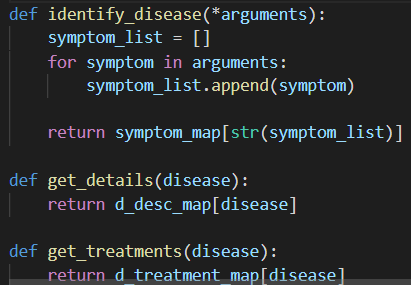 def identify_disease(*arguments):
    symptom_list = []
    for symptom in arguments:
        symptom_list.append(symptom)
    return symptom_map[str(symptom_list)]
def get_details(disease):
    return d_desc_map[disease]
def get_treatments(disease):
    return d_treatment_map[disease]